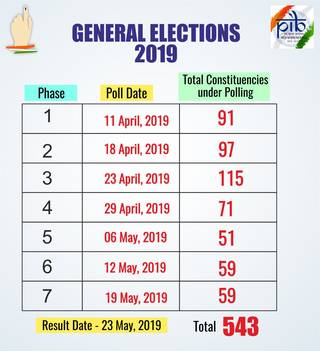 pib
GENERAL ELECTIONS
2019
Phase Poll Date Total Constituencies
under Polling
1 11 April, 2019 91
2 18 April, 2019 97
3 23 April, 2019 115
4 29 April, 2019 71
5 06 May, 2019 51
6 12 May, 2019 59
7 19 May, 2019 59
Result Date - 23 May, 2019 Total 543